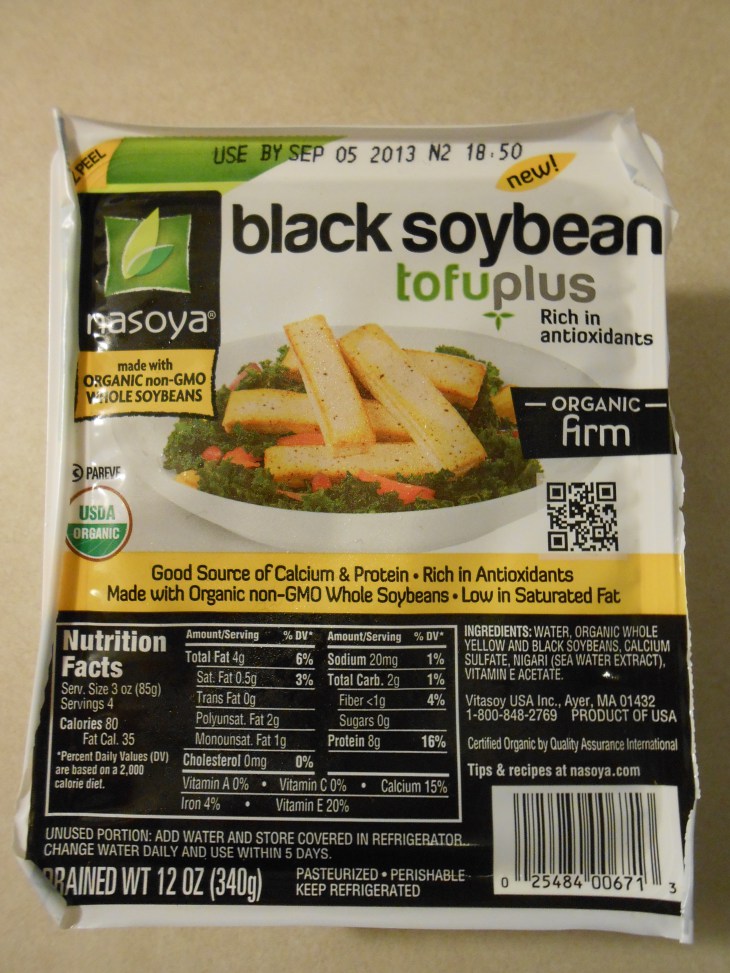 PEEL
USE BY SEP 05 2013 N2 18:50
new!
black soybean
tofuplus
Rich in
antioxidants
nasoya®
made with
ORGANIC non-GMO
WHOLE SOYBEANS
ORGANIC
firm
PAREVE
USDA
ORGANIC
Good Source of Calcium & Protein • Rich in Antioxidants
Made with Organic non-GMO Whole Soybeans • Low in Saturated Fat
Nutrition
Facts
Serv. Size 3 oz (85g)
Servings 4
Calories 80
Fat Cal. 35
*Percent Daily Values (DV)
are based on a 2,000
calorie diet.
Amount/Serving % DV* Amount/Serving % DV*
Total Fat 4g 6% Sodium 20mg 1%
Sat. Fat 0.5g 3% Total Carb. 2g 1%
Trans Fat 0g Fiber <1g 4%
Polyunsat. Fat 2g Sugars 0g
Monounsat. Fat 1g Protein 8g 16%
Cholesterol 0mg 0%
Vitamin A 0% • Vitamin C 0% • Calcium 15%
Iron 4% • Vitamin E 20%
INGREDIENTS: WATER, ORGANIC WHOLE
YELLOW AND BLACK SOYBEANS, CALCIUM
SULFATE, NIGARI (SEA WATER EXTRACT),
VITAMIN E ACETATE.
Vitasoy USA Inc., Ayer, MA 01432
1-800-848-2769 PRODUCT OF USA
Certified Organic by Quality Assurance International
Tips & recipes at nasoya.com
UNUSED PORTION: ADD WATER AND STORE COVERED IN REFRIGERATOR.
CHANGE WATER DAILY AND USE WITHIN 5 DAYS.
DRAINED WT 12 OZ (340g)
PASTEURIZED • PERISHABLE
KEEP REFRIGERATED
0 25484 00671 3